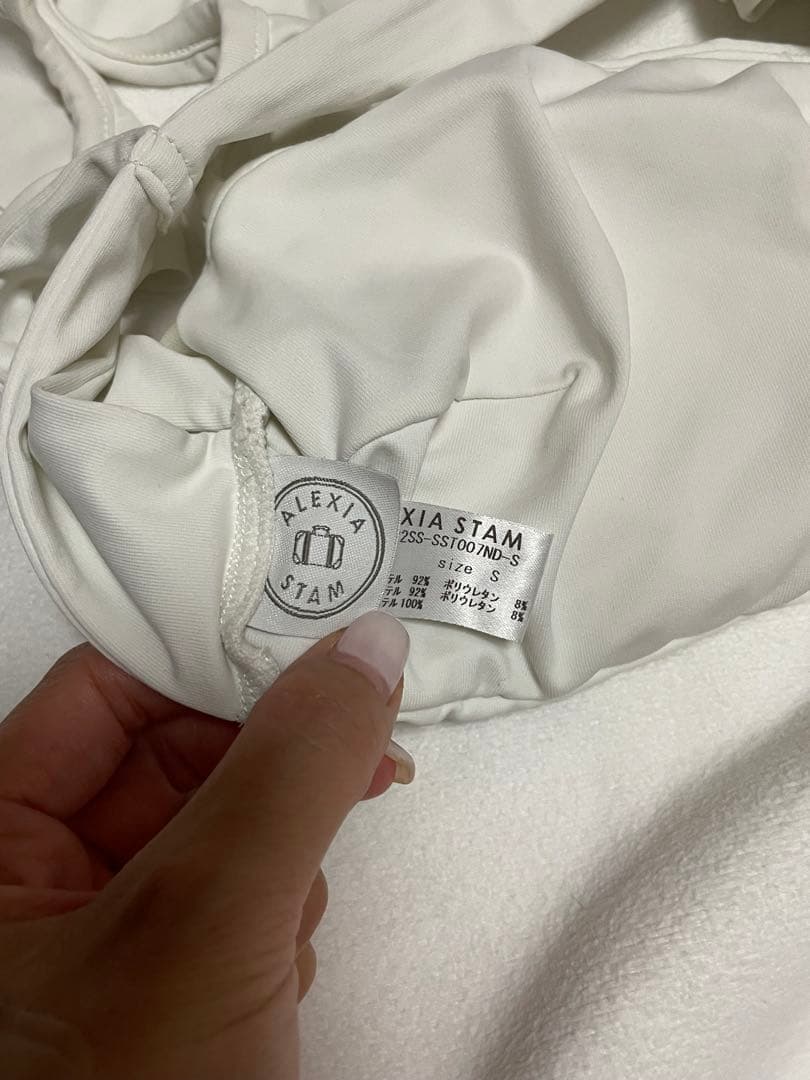 ALEXIA
STAM
XIA STAM
2SS-SST007ND-S
size S
テル 92% ポリウレタン 8%
テル 92% ポリウレタン 8%
テル 100%